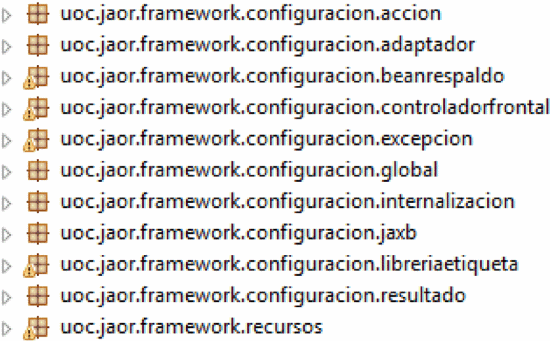 uoc.jaor.framework.configuracion.accion
uoc.jaor.framework.configuracion.adaptador
uoc.jaor.framework.configuracion.beanrespaldo
uoc.jaor.framework.configuracion.controladorfrontal
uoc.jaor.framework.configuracion.excepcion
uoc.jaor.framework.configuracion.global
uoc.jaor.framework.configuracion.internalizacion
uoc.jaor.framework.configuracion.jaxb
uoc.jaor.framework.configuracion.libreriaetiqueta
uoc.jaor.framework.configuracion.resultado
uoc.jaor.framework.recursos